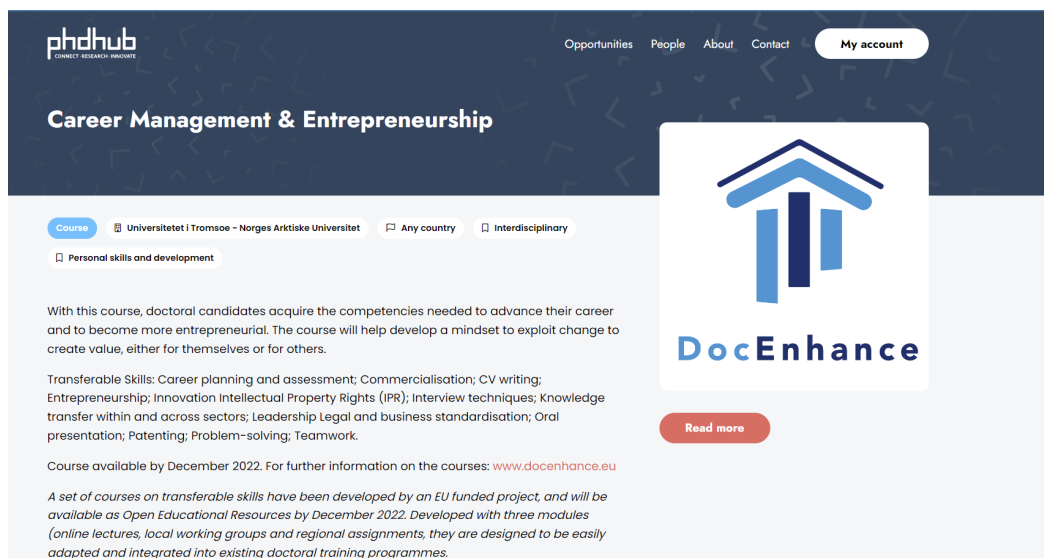 phdhub
CONNECT · RESEARCH · INNOVATE
Opportunities People About Contact My account
Career Management & Entrepreneurship
Course Universitetet i Tromsoe - Norges Arktiske Universitet Any country Interdisciplinary
Personal skills and development
With this course, doctoral candidates acquire the competencies needed to advance their career
and to become more entrepreneurial. The course will help develop a mindset to exploit change to
create value, either for themselves or for others.
Transferable Skills: Career planning and assessment; Commercialisation; CV writing;
Entrepreneurship; Innovation Intellectual Property Rights (IPR); Interview techniques; Knowledge
transfer within and across sectors; Leadership Legal and business standardisation; Oral
presentation; Patenting; Problem-solving; Teamwork.
Course available by December 2022. For further information on the courses: www.docenhance.eu
A set of courses on transferable skills have been developed by an EU funded project, and will be
available as Open Educational Resources by December 2022. Developed with three modules
(online lectures, local working groups and regional assignments, they are designed to be easily
adapted and integrated into existing doctoral training programmes.
DocEnhance
Read more